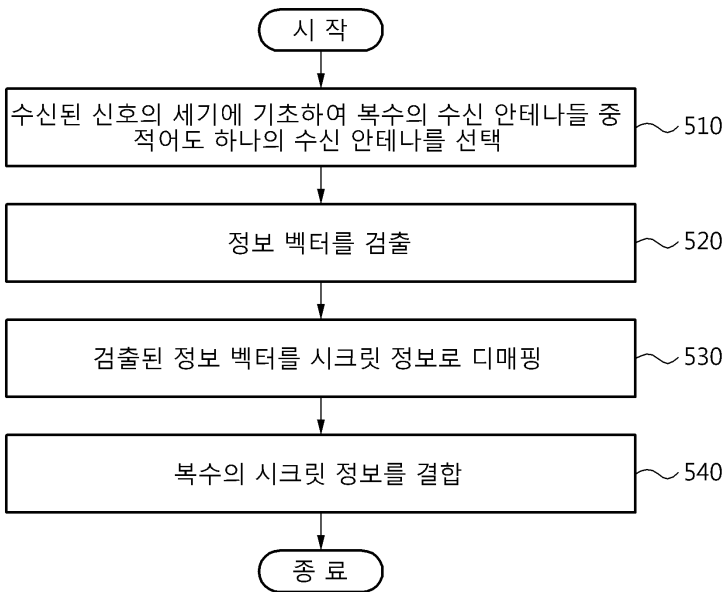 시 작
수신된 신호의 세기에 기초하여 복수의 수신 안테나들 중
적어도 하나의 수신 안테나를 선택
510
정보 벡터를 검출
520
검출된 정보 벡터를 시크릿 정보로 디매핑
530
복수의 시크릿 정보를 결합
540
종 료